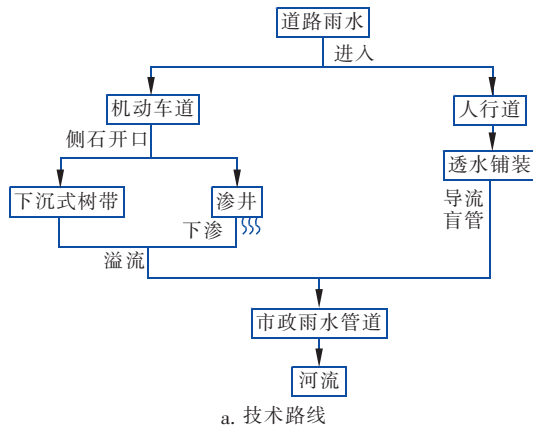 道路雨水
进入
机动车道
人行道
侧石开口
透水铺装
下沉式树带
渗井
导流
盲管
下渗
溢流
市政雨水管道
河流
a. 技术路线